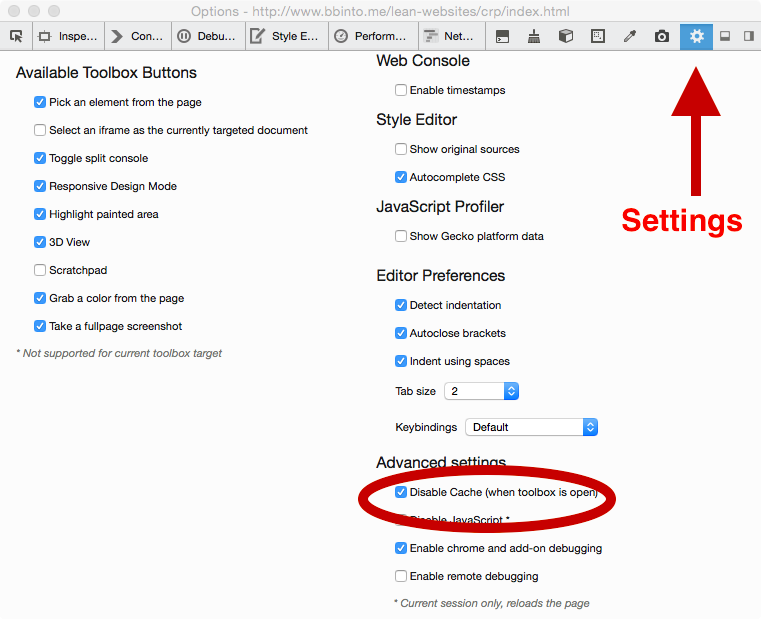 Options - http://www.bbinto.me/lean-websites/crp/index.html
Inspe... Con... Debu... Style E... Perform... Net...
Available Toolbox Buttons
Pick an element from the page
Select an iframe as the currently targeted document
Toggle split console
Responsive Design Mode
Highlight painted area
3D View
Scratchpad
Grab a color from the page
Take a fullpage screenshot
* Not supported for current toolbox target
Web Console
Enable timestamps
Style Editor
Show original sources
Autocomplete CSS
JavaScript Profiler
Show Gecko platform data
Editor Preferences
Detect indentation
Autoclose brackets
Indent using spaces
Tab size 2
Keybindings Default
Advanced settings
Disable Cache (when toolbox is open)
Disable JavaScript *
Enable chrome and add-on debugging
Enable remote debugging
* Current session only, reloads the page
Settings